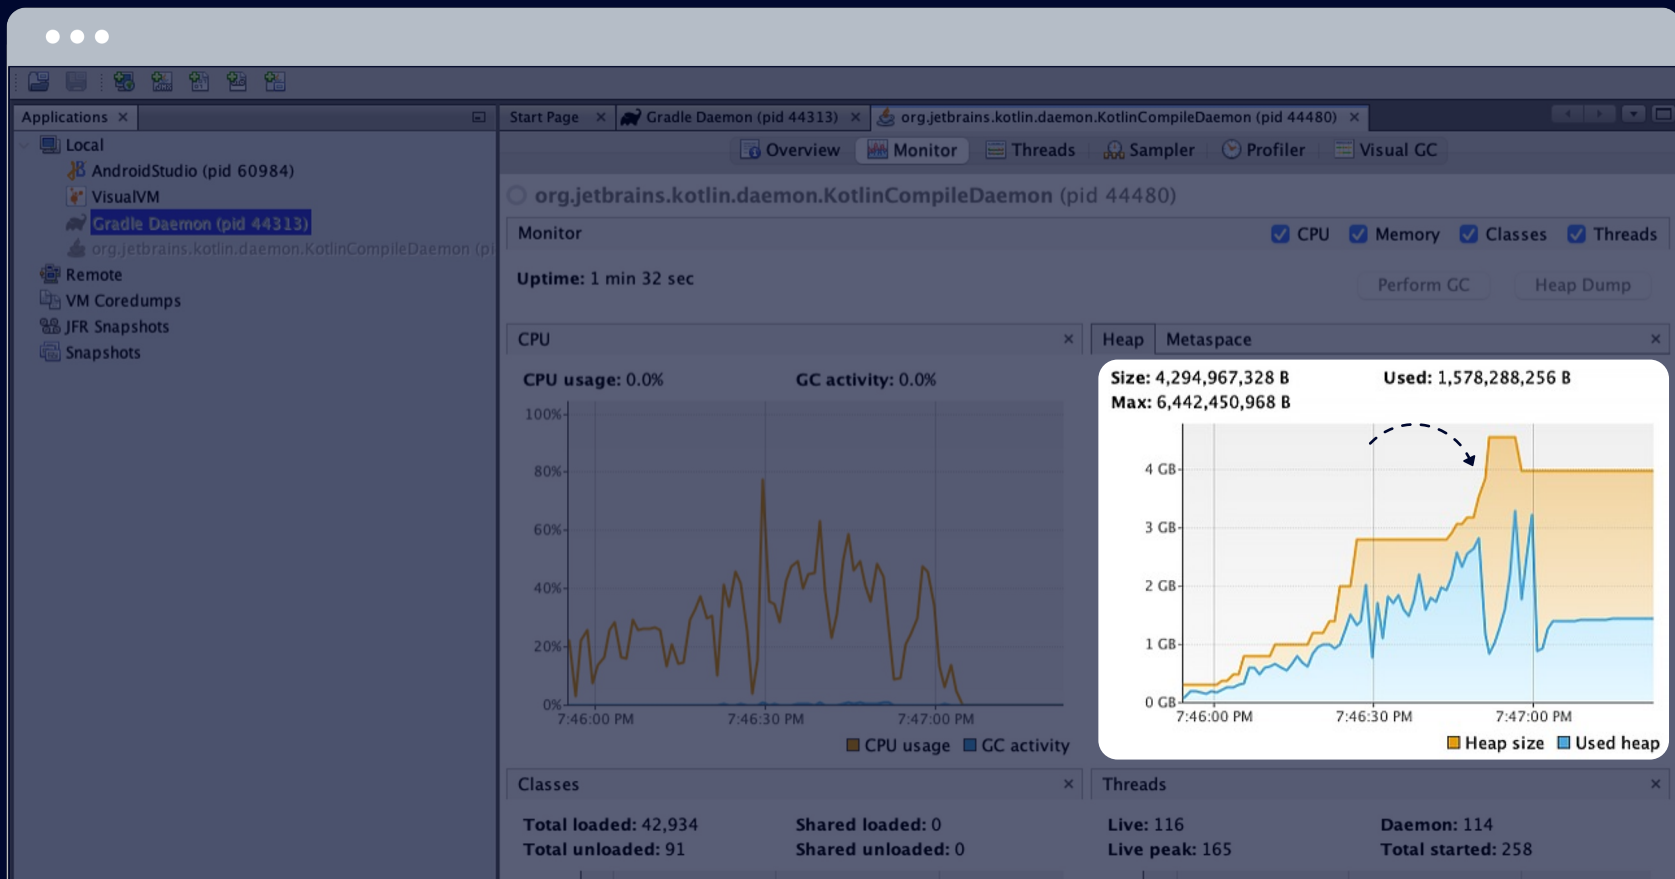 Applications ×
Local
AndroidStudio (pid 60984)
VisualVM
Gradle Daemon (pid 44313)
org.jetbrains.kotlin.daemon.KotlinCompileDaemon (pi
Remote
VM Coredumps
JFR Snapshots
Snapshots
Start Page × Gradle Daemon (pid 44313) × org.jetbrains.kotlin.daemon.KotlinCompileDaemon (pid 44480) ×
Overview Monitor Threads Sampler Profiler Visual GC
org.jetbrains.kotlin.daemon.KotlinCompileDaemon (pid 44480)
Monitor CPU Memory Classes Threads
Uptime: 1 min 32 sec
Perform GC Heap Dump
CPU ×
CPU usage: 0.0% GC activity: 0.0%
100%
80%
60%
40%
20%
0%
7:46:00 PM 7:46:30 PM 7:47:00 PM
CPU usage GC activity
Heap Metaspace ×
Size: 4,294,967,328 B Used: 1,578,288,256 B
Max: 6,442,450,968 B
4 GB
3 GB
2 GB
1 GB
0 GB
7:46:00 PM 7:46:30 PM 7:47:00 PM
Heap size Used heap
Classes ×
Total loaded: 42,934 Shared loaded: 0
Total unloaded: 91 Shared unloaded: 0
Threads ×
Live: 116 Daemon: 114
Live peak: 165 Total started: 258